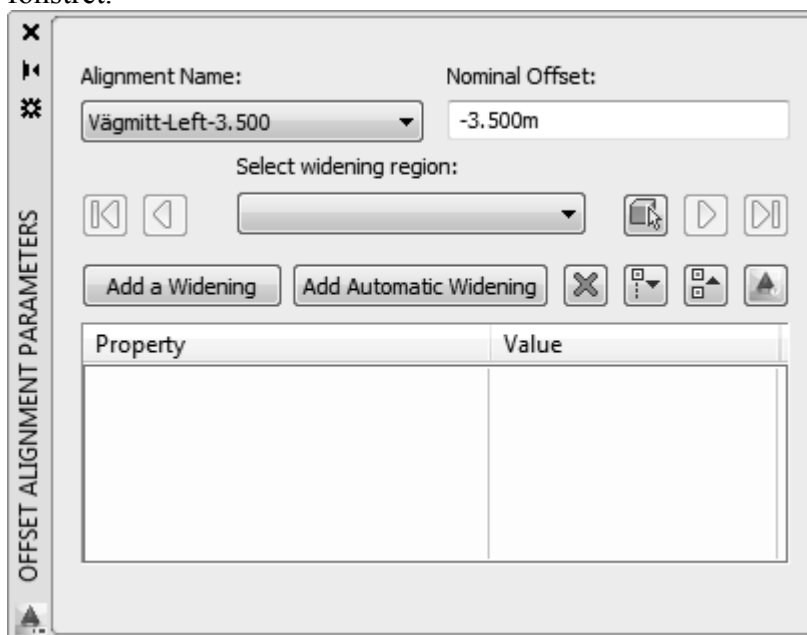 fönstret.
Alignment Name:
Nominal Offset:
Vägmitt-Left-3.500
-3.500m
Select widening region:
Add a Widening
Add Automatic Widening
Property
Value
OFFSET ALIGNMENT PARAMETERS